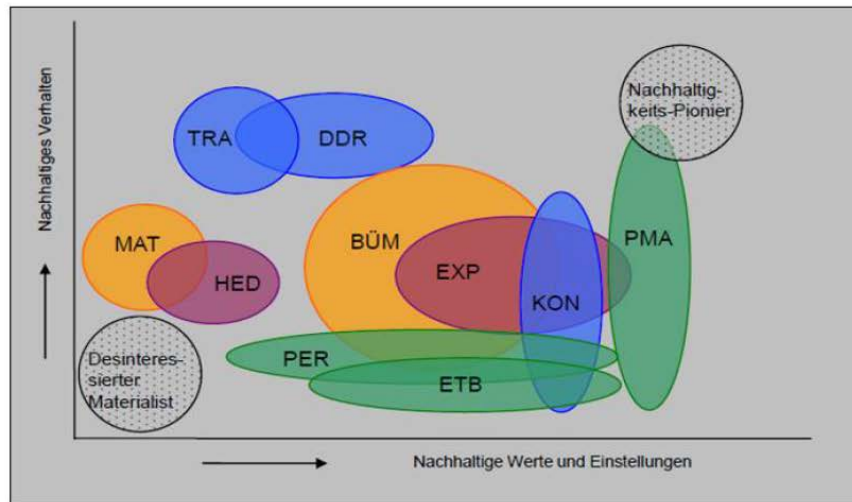 Nachhaltiges Verhalten
Nachhaltig-
keits-Pionier
TRA
DDR
MAT
HED
BÜM
EXP
KON
PMA
PER
ETB
Desinteres-
sierter
Materialist
Nachhaltige Werte und Einstellungen